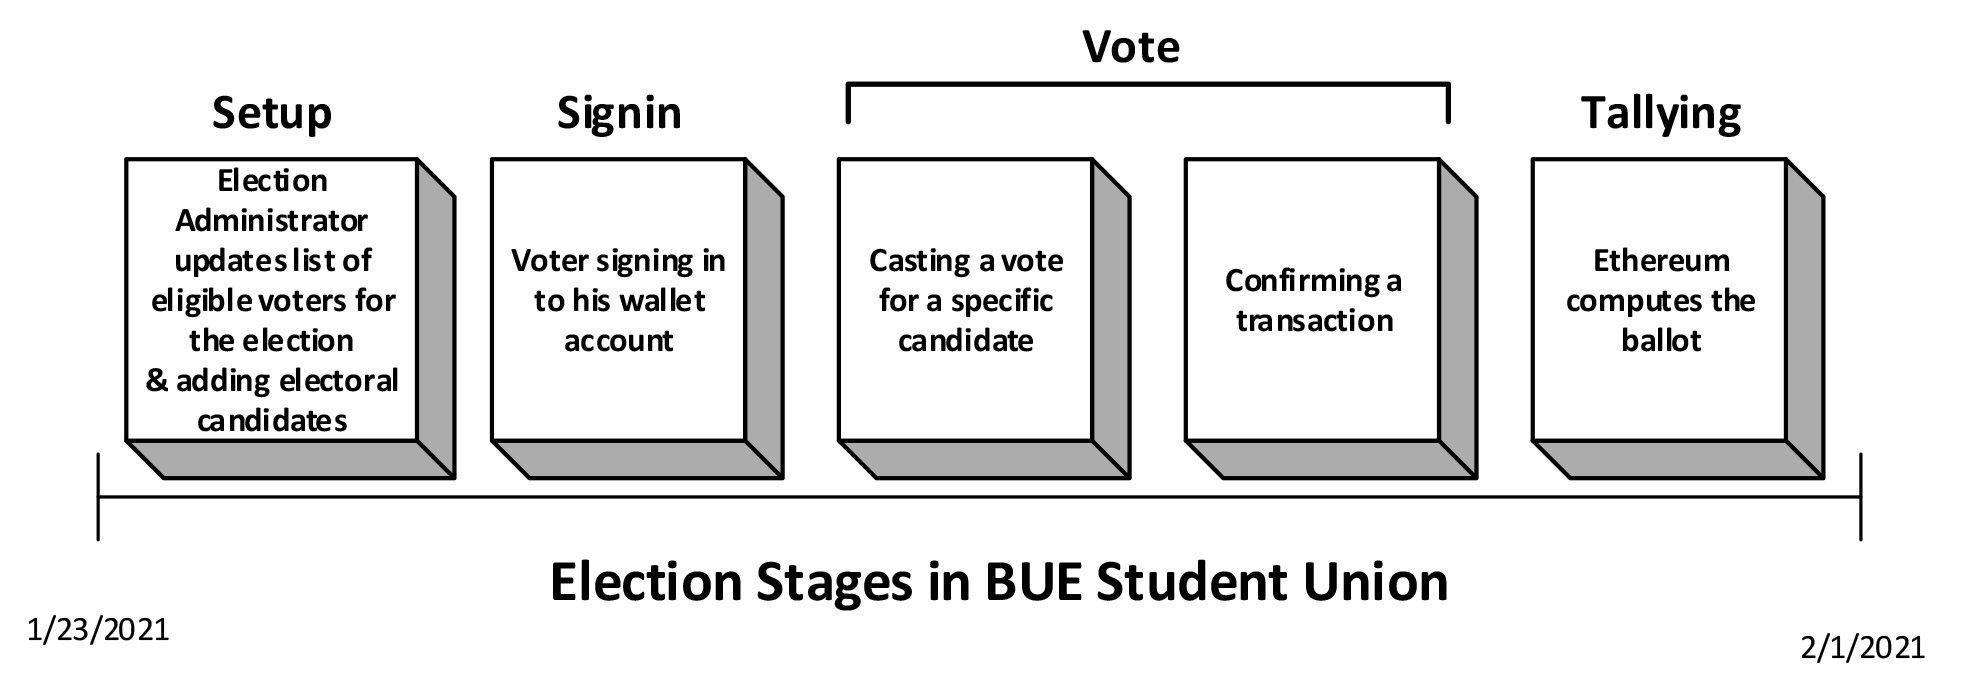 Vote
Setup
Signin
Tallying
Election
Administrator
updates list of
eligible voters for
the election
& adding electoral
candidates
Voter signing in
to his wallet
account
Casting a vote
for a specific
candidate
Confirming a
transaction
Ethereum
computes the
ballot
Election Stages in BUE Student Union
1/23/2021
2/1/2021